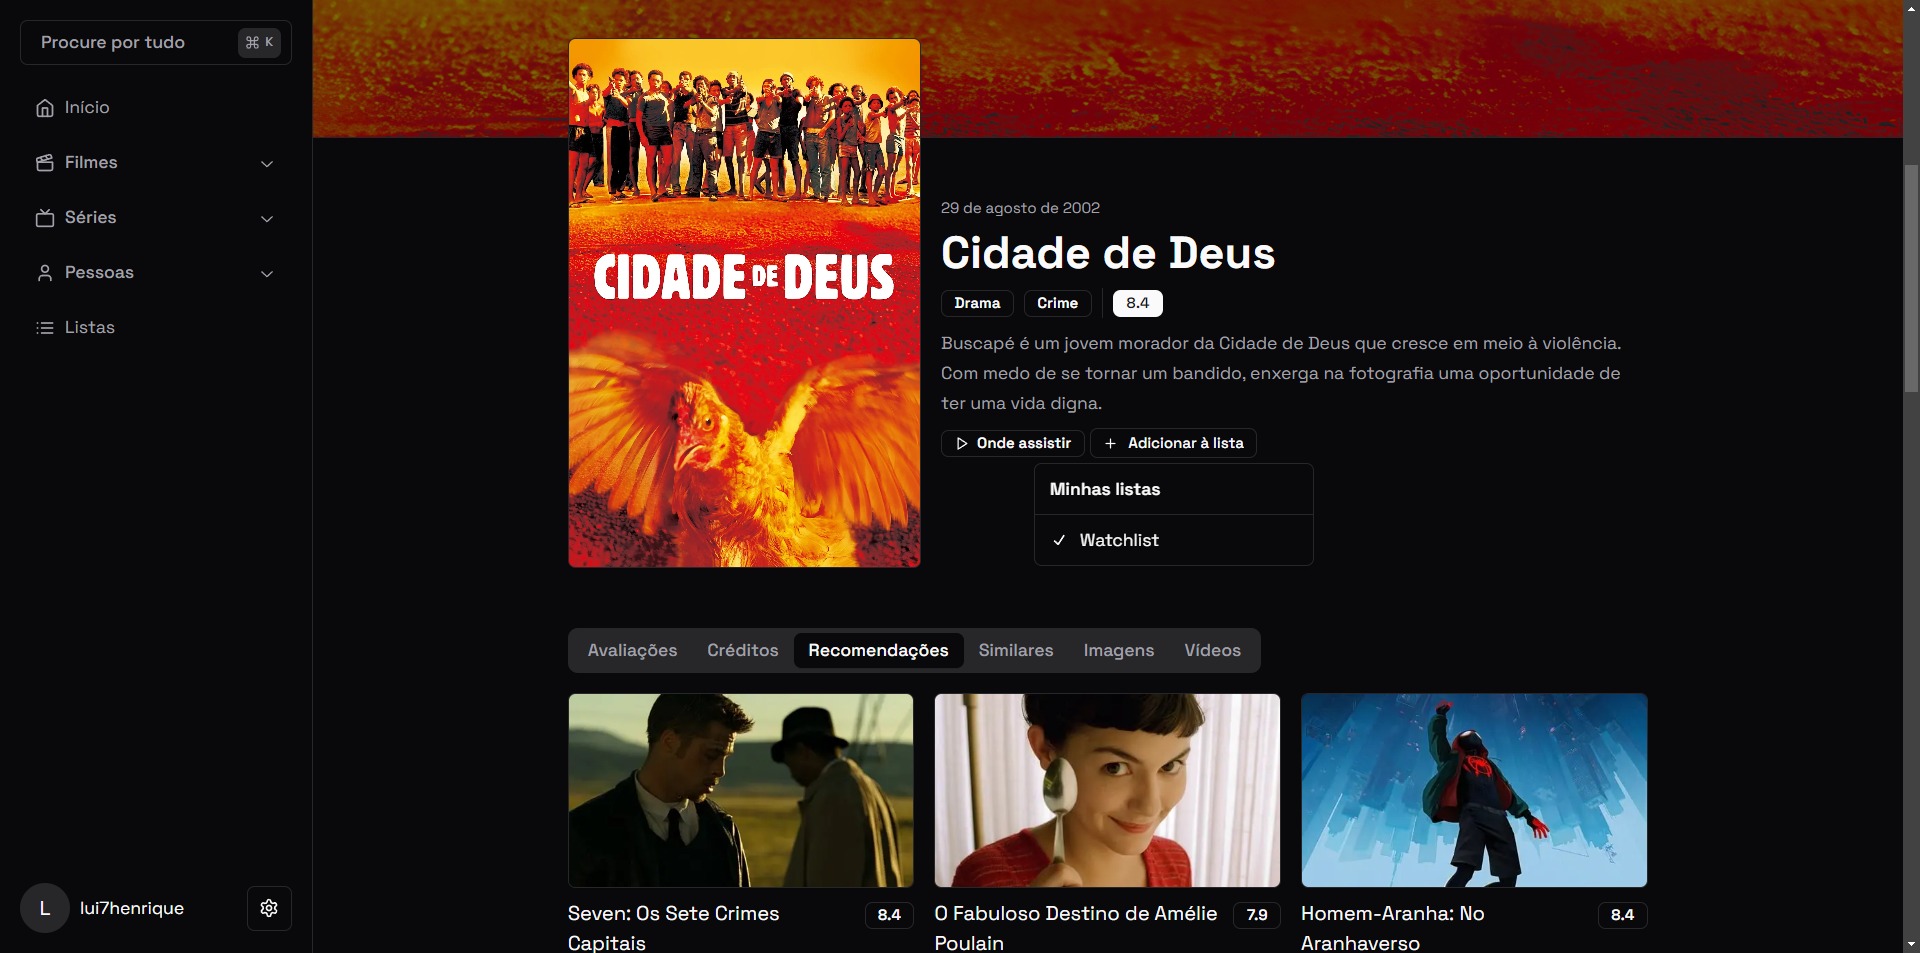 Procure por tudo
⌘ K
Início
Filmes
Séries
Pessoas
Listas
CIDADE DE DEUS
29 de agosto de 2002
Cidade de Deus
Drama Crime 8.4
Buscapé é um jovem morador da Cidade de Deus que cresce em meio à violência.
Com medo de se tornar um bandido, enxerga na fotografia uma oportunidade de
ter uma vida digna.
Onde assistir + Adicionar à lista
Minhas listas
Watchlist
Avaliações Créditos Recomendações Similares Imagens Vídeos
Seven: Os Sete Crimes
Capitais
8.4
O Fabuloso Destino de Amélie
Poulain
7.9
Homem-Aranha: No
Aranhaverso
8.4
L
lui7henrique